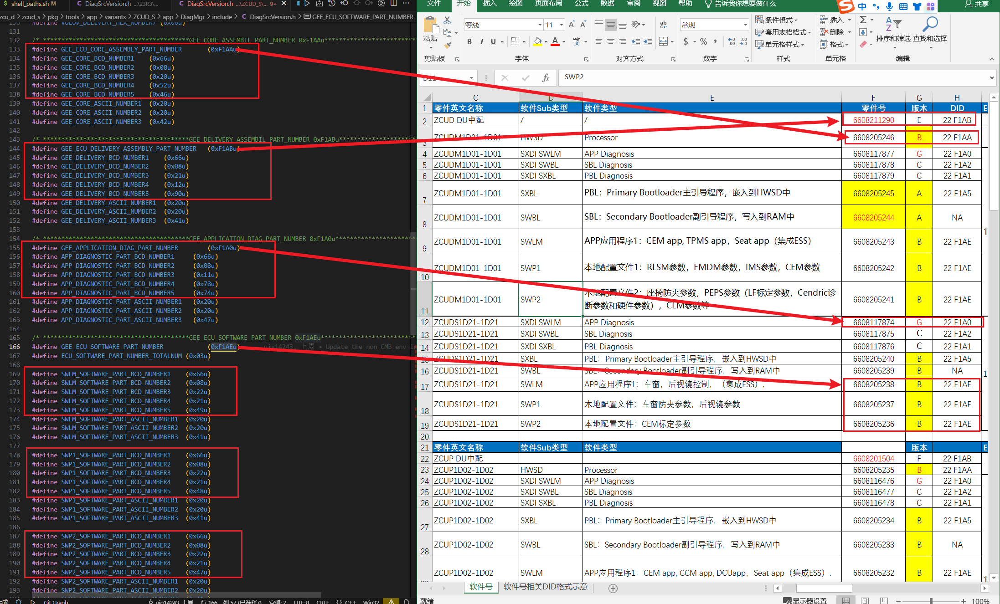 shell_paths.sh M
DiagSrcVersion.h ...\23R3\...
DiagSrcVersion.h ...\ZCUD_S\... 9+
zcu_d > zcud_s > pkg > tools > app > variants > ZCUD_S > app > DiagMgr > include > C DiagSrcVersion.h > GEE_ECU_SOFTWARE_PART_NUMBER
130 #define VOLOV_DELIVERY_HEX_NUMBER7 (0x00u)
131
132 /* ****************************************GEE CORE ASSEMBIL PART_NUMBER 0xF1AAu*************************
133 #define GEE_ECU_CORE_ASSEMBLY_PART_NUMBER (0xF1AAu)
134 #define GEE_CORE_BCD_NUMBER1 (0x66u)
135 #define GEE_CORE_BCD_NUMBER2 (0x08u)
136 #define GEE_CORE_BCD_NUMBER3 (0x20u)
137 #define GEE_CORE_BCD_NUMBER4 (0x52u)
138 #define GEE_CORE_BCD_NUMBER5 (0x46u)
139 #define GEE_CORE_ASCII_NUMBER1 (0x20u)
140 #define GEE_CORE_ASCII_NUMBER2 (0x20u)
141 #define GEE_CORE_ASCII_NUMBER3 (0x42u)
142
143 /* ****************************************GEE DELIVERY ASSEMBIL PART_NUMBER 0xF1ABu*********************
144 #define GEE_ECU_DELIVERY_ASSEMBLY_PART_NUMBER (0xF1ABu)
145 #define GEE_DELIVERY_BCD_NUMBER1 (0x66u)
146 #define GEE_DELIVERY_BCD_NUMBER2 (0x08u)
147 #define GEE_DELIVERY_BCD_NUMBER3 (0x21u)
148 #define GEE_DELIVERY_BCD_NUMBER4 (0x12u)
149 #define GEE_DELIVERY_BCD_NUMBER5 (0x90u)
150 #define GEE_DELIVERY_ASCII_NUMBER1 (0x20u)
151 #define GEE_DELIVERY_ASCII_NUMBER2 (0x20u)
152 #define GEE_DELIVERY_ASCII_NUMBER3 (0x41u)
153
154 /* ****************************************GEE_APPLICATION_DIAG_PART_NUMBER 0xF1A0u**********************
155 #define GEE_APPLICATION_DIAG_PART_NUMBER (0xF1A0u)
156 #define APP_DIAGNOSTIC_PART_BCD_NUMBER1 (0x66u)
157 #define APP_DIAGNOSTIC_PART_BCD_NUMBER2 (0x08u)
158 #define APP_DIAGNOSTIC_PART_BCD_NUMBER3 (0x11u)
159 #define APP_DIAGNOSTIC_PART_BCD_NUMBER4 (0x78u)
160 #define APP_DIAGNOSTIC_PART_BCD_NUMBER5 (0x74u)
161 #define APP_DIAGNOSTIC_PART_ASCII_NUMBER1 (0x20u)
162 #define APP_DIAGNOSTIC_PART_ASCII_NUMBER2 (0x20u)
163 #define APP_DIAGNOSTIC_PART_ASCII_NUMBER3 (0x47u)
164
165 /* ****************************************GEE_ECU_SOFTWARE_PART_NUMBER 0xF1AEu**************************
166 #define GEE_ECU_SOFTWARE_PART_NUMBER (0xF1AEu) uig14243, 上周 • Update the non_CMB_env i
167 #define ECU_SOFTWARE_PART_NUMBER_TOTALNUM (0x03u)
168
169 #define SWLM_SOFTWARE_PART_BCD_NUMBER1 (0x66u)
170 #define SWLM_SOFTWARE_PART_BCD_NUMBER2 (0x08u)
171 #define SWLM_SOFTWARE_PART_BCD_NUMBER3 (0x22u)
172 #define SWLM_SOFTWARE_PART_BCD_NUMBER4 (0x21u)
173 #define SWLM_SOFTWARE_PART_BCD_NUMBER5 (0x49u)
174 #define SWLM_SOFTWARE_PART_ASCII_NUMBER1 (0x20u)
175 #define SWLM_SOFTWARE_PART_ASCII_NUMBER2 (0x20u)
176 #define SWLM_SOFTWARE_PART_ASCII_NUMBER3 (0x41u)
177
178 #define SWP1_SOFTWARE_PART_BCD_NUMBER1 (0x66u)
179 #define SWP1_SOFTWARE_PART_BCD_NUMBER2 (0x08u)
180 #define SWP1_SOFTWARE_PART_BCD_NUMBER3 (0x22u)
181 #define SWP1_SOFTWARE_PART_BCD_NUMBER4 (0x21u)
182 #define SWP1_SOFTWARE_PART_BCD_NUMBER5 (0x48u)
183 #define SWP1_SOFTWARE_PART_ASCII_NUMBER1 (0x20u)
184 #define SWP1_SOFTWARE_PART_ASCII_NUMBER2 (0x20u)
185 #define SWP1_SOFTWARE_PART_ASCII_NUMBER3 (0x41u)
186
187 #define SWP2_SOFTWARE_PART_BCD_NUMBER1 (0x66u)
188 #define SWP2_SOFTWARE_PART_BCD_NUMBER2 (0x08u)
189 #define SWP2_SOFTWARE_PART_BCD_NUMBER3 (0x22u)
190 #define SWP2_SOFTWARE_PART_BCD_NUMBER4 (0x21u)
191 #define SWP2_SOFTWARE_PART_BCD_NUMBER5 (0x47u)
192 #define SWP2_SOFTWARE_PART_ASCII_NUMBER1 (0x20u)
193 #define SWP2_SOFTWARE_PART_ASCII_NUMBER2 (0x20u)
Git Graph uig14243, 上周 行 166, 列 57 (已选择7) 空格: 2 UTF-8 CRLF {} C++ Win32
文件 开始 插入 绘图 页面布局 公式 数据 审阅 视图 帮助 告诉我你想要做什么 中 共享
粘贴 等线 11 常规 条件格式 插入 排序和筛选 查找和选择
套用表格格式 删除
B I U 单元格样式 格式
剪贴板 字体 对齐方式 数字 样式 单元格 编辑
D11 fx SWP2
C D E F G H
1 零件英文名称 软件Sub类型 软件类型 零件号 版本 DID E
2 ZCUD DU中配 / / 6608211290 E 22 F1AB
3 ZCUDM1D01-1D01 HWSD Processor 6608205246 B 22 F1AA
4 ZCUDM1D01-1D01 SXDI SWLM APP Diagnosis 6608117877 G 22 F1A0
5 ZCUDM1D01-1D01 SXDI SWBL SBL Diagnosis 6608117878 C 22 F1A2
6 ZCUDM1D01-1D01 SXDI SXBL PBL Diagnosis 6608117879 C 22 F1A1
7 ZCUDM1D01-1D01 SXBL PBL：Primary Bootloader主引导程序，嵌入到HWSD中 6608205245 A 22 F1A5
8 ZCUDM1D01-1D01 SWBL SBL：Secondary Bootloader副引导程序，写入到RAM中 6608205244 A NA
9 ZCUDM1D01-1D01 SWLM APP应用程序1：CEM app, TPMS app，Seat app（集成ESS） 6608205243 B 22 F1AE
10 ZCUDM1D01-1D01 SWP1 本地配置文件1：RLSM参数，FMDM参数，IMS参数，CEM参数 6608205242 B 22 F1AE
11 ZCUDM1D01-1D01 SWP2 本地配置文件2：座椅防夹参数，PEPS参数（LF标定参数，Cendric诊 6608205241 B 22 F1AE
断参数和硬件参数），CEM参数等
12 ZCUDS1D21-1D21 SXDI SWLM APP Diagnosis 6608117874 G 22 F1A0
13 ZCUDS1D21-1D21 SXDI SWBL SBL Diagnosis 6608117875 C 22 F1A2
14 ZCUDS1D21-1D21 SXDI SXBL PBL Diagnosis 6608117876 C 22 F1A1
15 ZCUDS1D21-1D21 SXBL PBL：Primary Bootloader主引导程序，嵌入到HWSD中 6608205240 B 22 F1A5
16 ZCUDS1D21-1D21 SWBL SBL：Secondary Bootloader副引导程序，写入到RAM中 6608205239 B NA
17 ZCUDS1D21-1D21 SWLM APP应用程序1：车窗，后视镜控制，（集成ESS）. 6608205238 B 22 F1AE
18 ZCUDS1D21-1D21 SWP1 本地配置文件：车窗防夹参数，后视镜参数 6608205237 B 22 F1AE
19 ZCUDS1D21-1D21 SWP2 本地配置文件：CEM标定参数 6608205236 B 22 F1AE
20
21 零件英文名称 软件Sub类型 软件类型 版本 E
22 ZCUP DU中配 6608201504 F 22 F1AB
23 ZCUP1D02-1D02 HWSD Processor 6608205235 B 22 F1AA
24 ZCUP1D02-1D02 SXDI SWLM APP Diagnosis 6608116476 G 22 F1A0
25 ZCUP1D02-1D02 SXDI SWBL SBL Diagnosis 6608116477 C 22 F1A2
26 ZCUP1D02-1D02 SXDI SXBL PBL Diagnosis 6608116478 C 22 F1A1
27 ZCUP1D02-1D02 SXBL PBL：Primary Bootloader主引导程序，嵌入到HWSD中 6608205234 B 22 F1A5
28 ZCUP1D02-1D02 SWBL SBL：Secondary Bootloader副引导程序，写入到RAM中 6608205233 B NA
ZCUP1D02-1D02 SWLM APP应用程序1：CEM app, CCM app, DCUapp，Seat app（集成ESS）. 6608205232 B 22 F1AE
软件号 软件号相关DID格式示意
就绪 显示器设置 100%